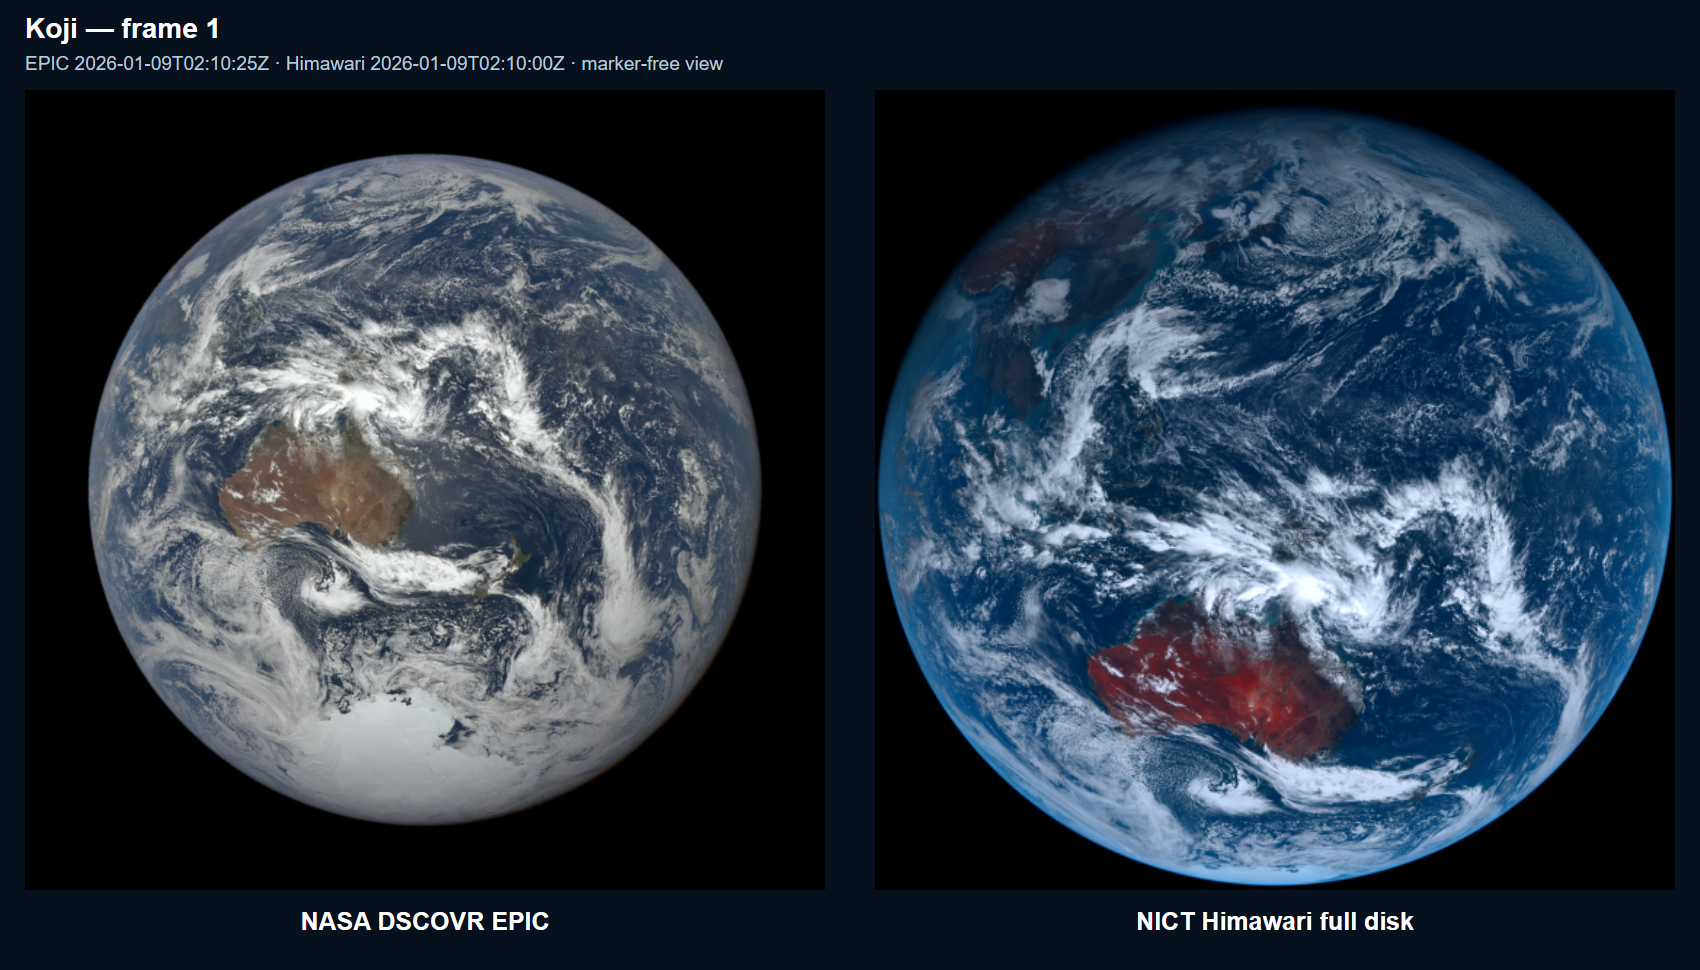 Koji — frame 1
EPIC 2026-01-09T02:10:25Z · Himawari 2026-01-09T02:10:00Z · marker-free view
NASA DSCOVR EPIC
NICT Himawari full disk